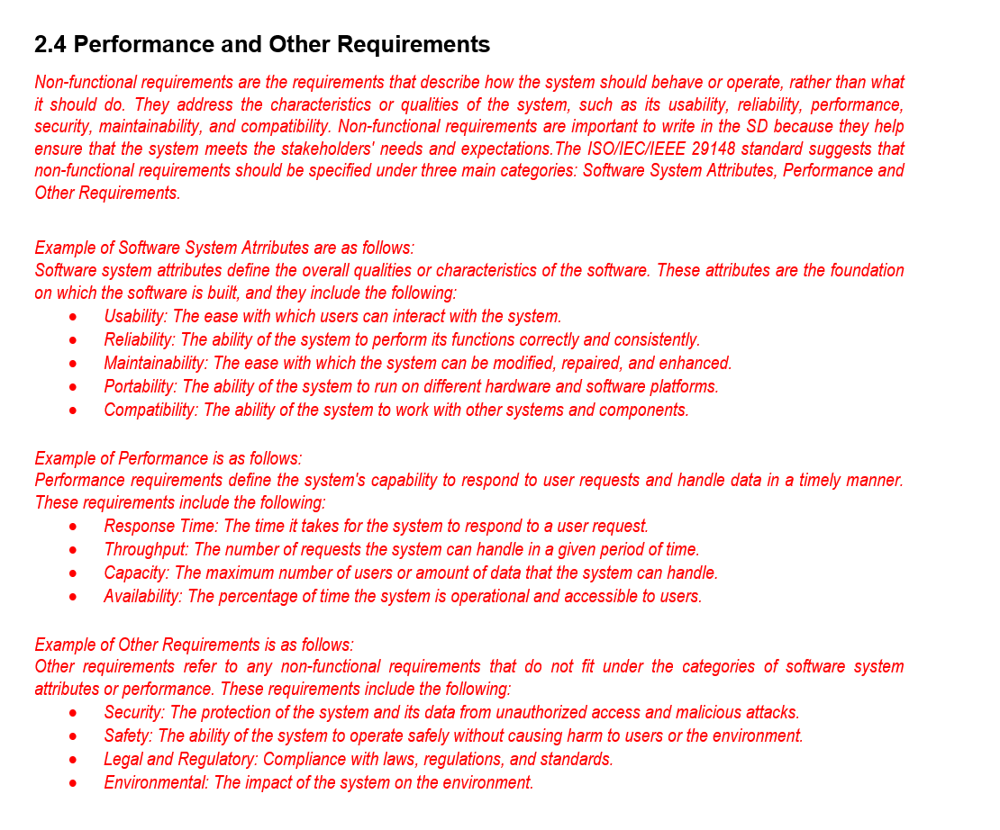 2.4 Performance and Other Requirements
Non-functional requirements are the requirements that describe how the system should behave or operate, rather than what
it should do. They address the characteristics or qualities of the system, such as its usability, reliability, performance,
security, maintainability, and compatibility. Non-functional requirements are important to write in the SD because they help
ensure that the system meets the stakeholders' needs and expectations.The ISO/IEC/IEEE 29148 standard suggests that
non-functional requirements should be specified under three main categories: Software System Attributes, Performance and
Other Requirements.
Example of Software System Atrributes are as follows:
Software system attributes define the overall qualities or characteristics of the software. These attributes are the foundation
on which the software is built, and they include the following:
• Usability: The ease with which users can interact with the system.
• Reliability: The ability of the system to perform its functions correctly and consistently.
• Maintainability: The ease with which the system can be modified, repaired, and enhanced.
• Portability: The ability of the system to run on different hardware and software platforms.
• Compatibility: The ability of the system to work with other systems and components.
Example of Performance is as follows:
Performance requirements define the system's capability to respond to user requests and handle data in a timely manner.
These requirements include the following:
• Response Time: The time it takes for the system to respond to a user request.
• Throughput: The number of requests the system can handle in a given period of time.
• Capacity: The maximum number of users or amount of data that the system can handle.
• Availability: The percentage of time the system is operational and accessible to users.
Example of Other Requirements is as follows:
Other requirements refer to any non-functional requirements that do not fit under the categories of software system
attributes or performance. These requirements include the following:
• Security: The protection of the system and its data from unauthorized access and malicious attacks.
• Safety: The ability of the system to operate safely without causing harm to users or the environment.
• Legal and Regulatory: Compliance with laws, regulations, and standards.
• Environmental: The impact of the system on the environment.